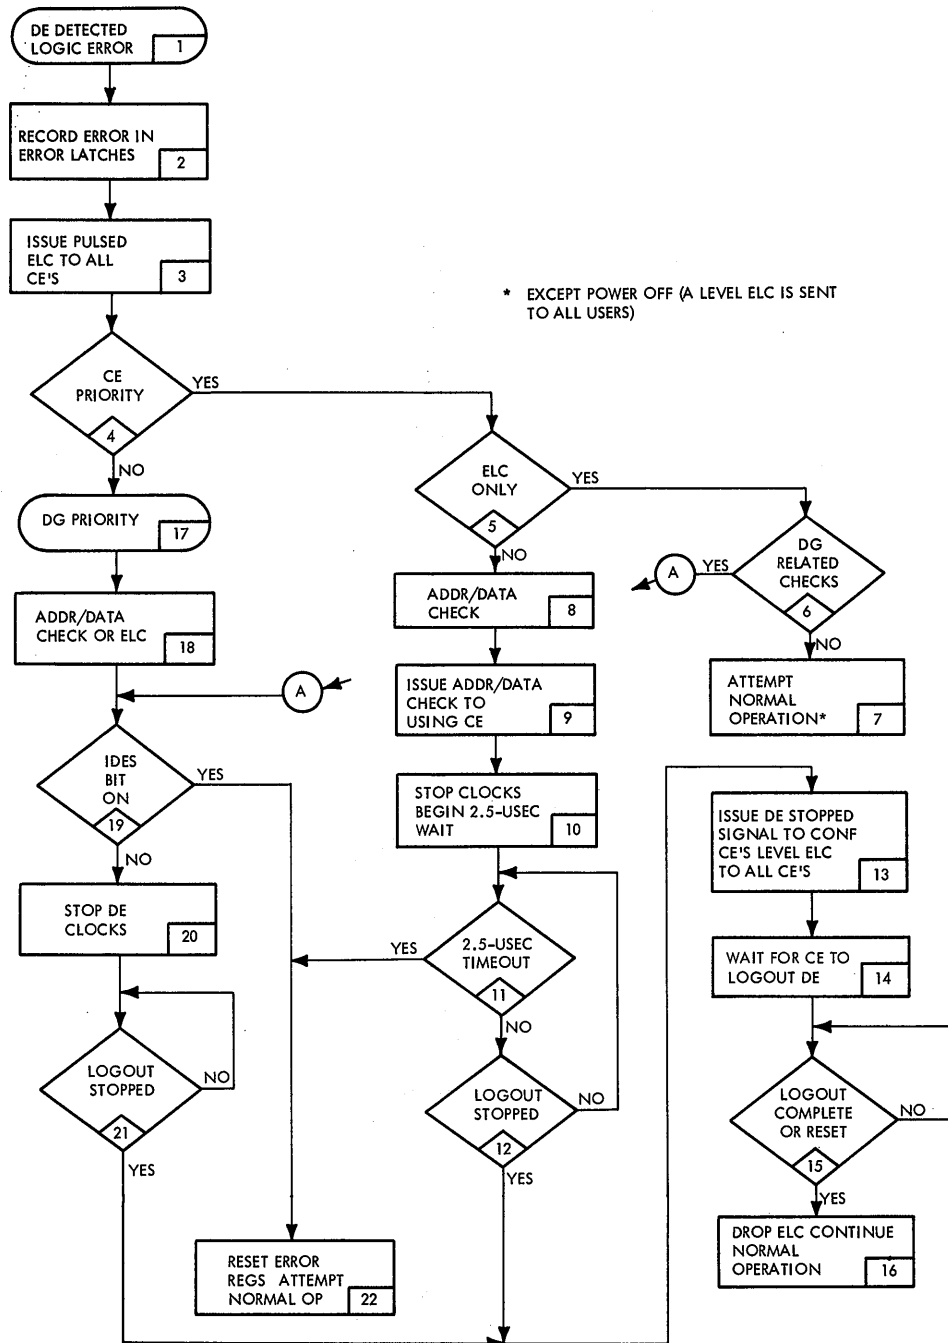 DE DETECTED
LOGIC ERROR
1
RECORD ERROR IN
ERROR LATCHES
2
ISSUE PULSED
ELC TO ALL
CE'S
3
* EXCEPT POWER OFF (A LEVEL ELC IS SENT
TO ALL USERS)
CE
PRIORITY
4
YES
NO
ELC
ONLY
5
YES
NO
DG
RELATED
CHECKS
6
YES
A
NO
ATTEMPT
NORMAL
OPERATION*
7
ADDR/DATA
CHECK
8
ISSUE ADDR/DATA
CHECK TO
USING CE
9
STOP CLOCKS
BEGIN 2.5-USEC
WAIT
10
2.5-USEC
TIMEOUT
11
YES
NO
LOGOUT
STOPPED
12
NO
YES
ISSUE DE STOPPED
SIGNAL TO CONF
CE'S LEVEL ELC
TO ALL CE'S
13
WAIT FOR CE TO
LOGOUT DE
14
LOGOUT
COMPLETE
OR RESET
15
NO
YES
DROP ELC CONTINUE
NORMAL
OPERATION
16
DG PRIORITY
17
ADDR/DATA
CHECK OR ELC
18
A
IDES
BIT
ON
19
YES
NO
STOP DE
CLOCKS
20
LOGOUT
STOPPED
21
NO
YES
RESET ERROR
REGS ATTEMPT
NORMAL OP
22